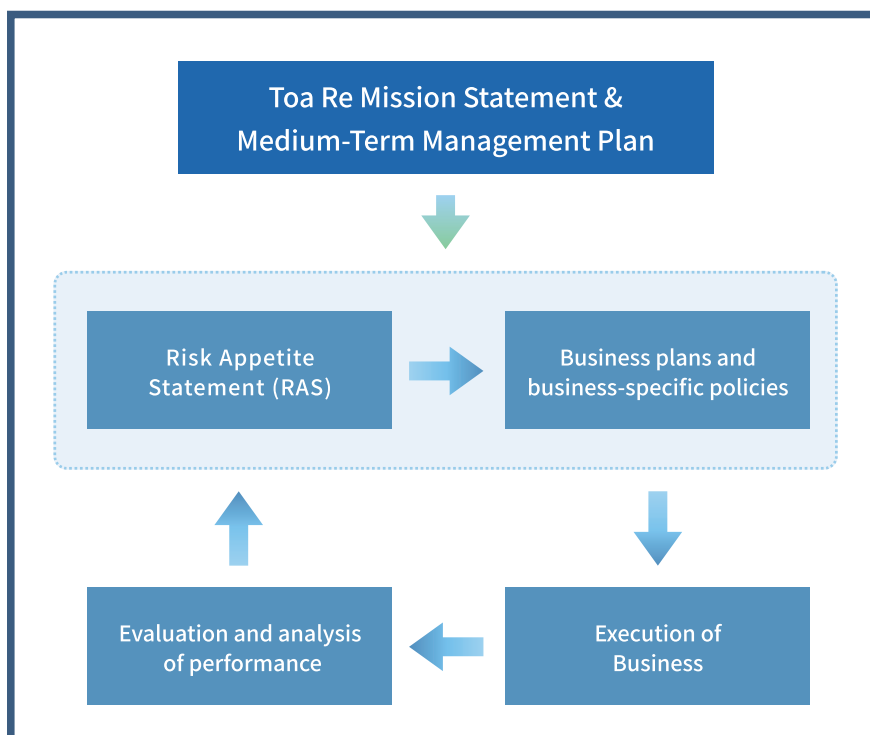 Toa Re Mission Statement &
Medium-Term Management Plan
Risk Appetite
Statement (RAS)
Business plans and
business-specific policies
Evaluation and analysis
of performance
Execution of
Business